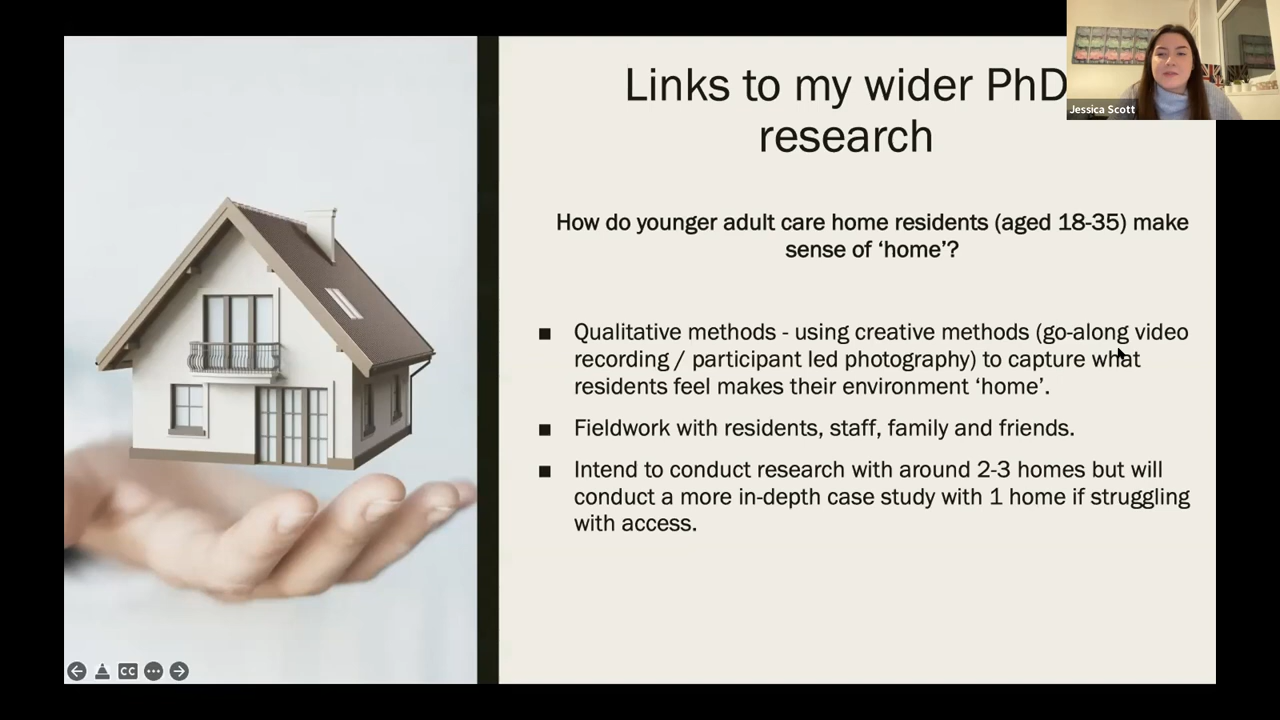 Links to my wider PhD
research
Jessica Scott
How do younger adult care home residents (aged 18-35) make
sense of ‘home’?
■ Qualitative methods - using creative methods (go-along video
recording / participant led photography) to capture what
residents feel makes their environment ‘home’.
■ Fieldwork with residents, staff, family and friends.
■ Intend to conduct research with around 2-3 homes but will
conduct a more in-depth case study with 1 home if struggling
with access.
CC